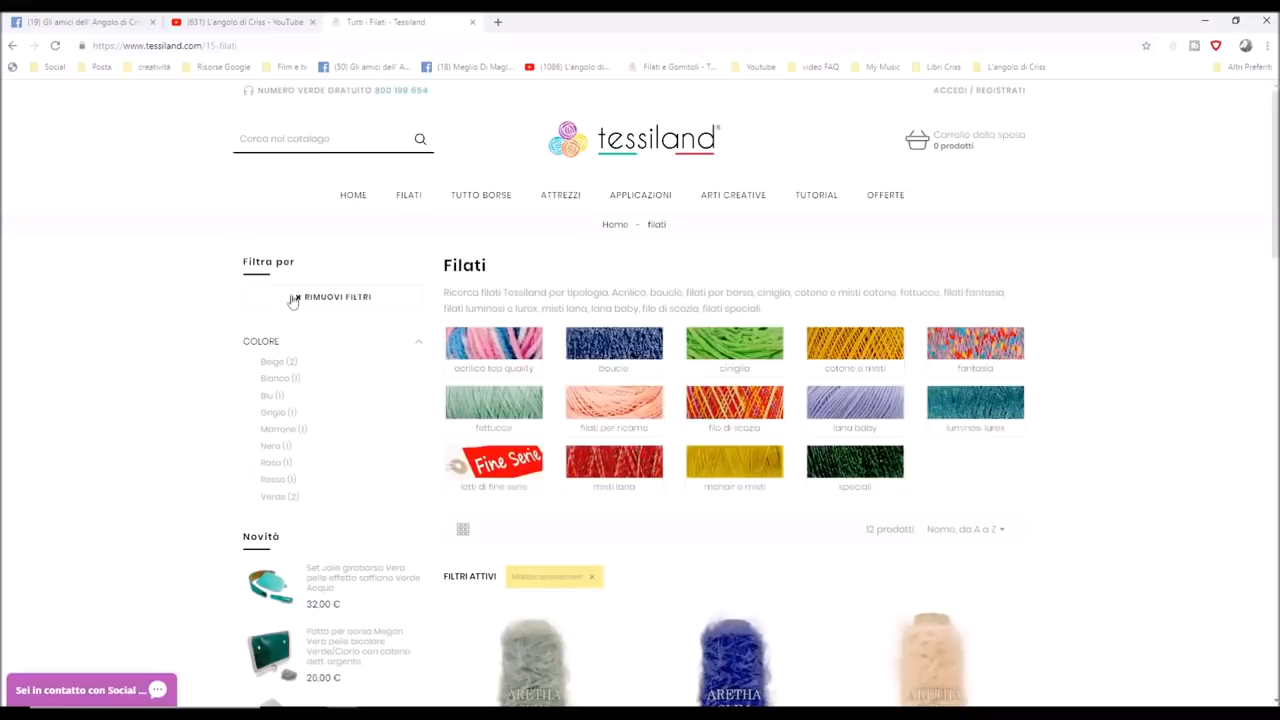 (19) Gli amici dell' Angolo di Cri...
(631) L'angolo di Criss - YouTube
Tutti i Filati - Tessiland
https://www.tessiland.com/15-filati
Social
Posta
creatività
Risorse Google
Film e tv
(50) Gli amici dell' A...
(18) Meglio Di Magi...
(1086) L'angolo di...
Filati e Gomitoli - T...
Youtube
video FAQ
My Music
Libri Criss
L'angolo di Criss
Altri Preferiti
NUMERO VERDE GRATUITO 800 199 664
ACCEDI / REGISTRATI
Cerca nel catalogo
tessiland®
Carrello della spesa
0 prodotti
HOME
FILATI
TUTTO BORSE
ATTREZZI
APPLICAZIONI
ARTI CREATIVE
TUTORIAL
OFFERTE
Home - filati
Filtra per
× RIMUOVI FILTRI
COLORE
Beige (2)
Bianco (1)
Blu (1)
Grigio (1)
Marrone (1)
Nero (1)
Rosa (1)
Rosso (1)
Verde (2)
Novità
Set Jolie giraborsa Vera
pelle effetto saffiano Verde
Acqua
32,00 €
Patta per borsa Megan
Vera pelle bicolore
Verde/Cipria con catena
dett. argento
26,00 €
Sei in contatto con Social ...
Filati
Ricerca filati Tessiland per tipologia. Acrilico, bouclè, filati per borsa, ciniglia, cotone e misti cotone, fettucce, filati fantasia,
filati luminosi e lurex, misti lana, lana baby, filo di scozia, filati speciali.
acrilico top quality
bouclè
ciniglia
cotone e misti
fantasia
fettucce
filati per ricamo
filo di scozia
lana baby
luminosi lurex
Fine Serie
lotti di fine serie
misti lana
mohair e misti
speciali
12 prodotti
Nome, da A a Z
FILTRI ATTIVI
×
ARETHA
ARETHA
ARETHA